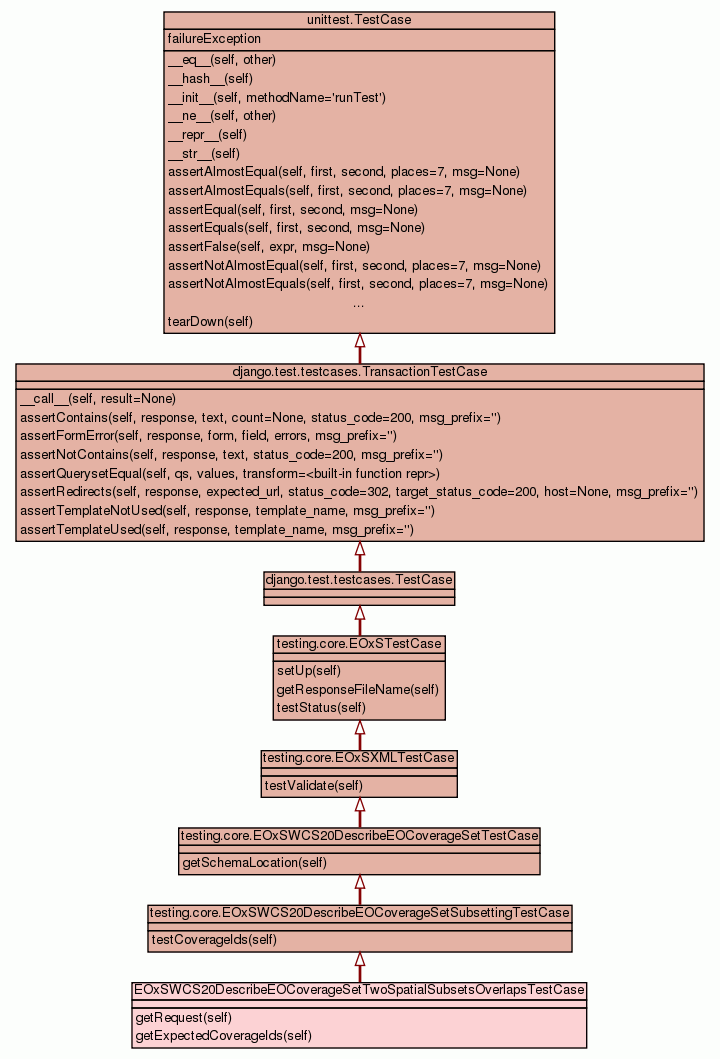 unittest.TestCase
failureException
__eq__(self, other)
__hash__(self)
__init__(self, methodName='runTest')
__ne__(self, other)
__repr__(self)
__str__(self)
assertAlmostEqual(self, first, second, places=7, msg=None)
assertAlmostEquals(self, first, second, places=7, msg=None)
assertEqual(self, first, second, msg=None)
assertEquals(self, first, second, msg=None)
assertFalse(self, expr, msg=None)
assertNotAlmostEqual(self, first, second, places=7, msg=None)
assertNotAlmostEquals(self, first, second, places=7, msg=None)
...
tearDown(self)
django.test.testcases.TransactionTestCase
__call__(self, result=None)
assertContains(self, response, text, count=None, status_code=200, msg_prefix='')
assertFormError(self, response, form, field, errors, msg_prefix='')
assertNotContains(self, response, text, status_code=200, msg_prefix='')
assertQuerysetEqual(self, qs, values, transform=<built-in function repr>)
assertRedirects(self, response, expected_url, status_code=302, target_status_code=200, host=None, msg_prefix='')
assertTemplateNotUsed(self, response, template_name, msg_prefix='')
assertTemplateUsed(self, response, template_name, msg_prefix='')
django.test.testcases.TestCase
testing.core.EOxSTestCase
setUp(self)
getResponseFileName(self)
testStatus(self)
testing.core.EOxSXMLTestCase
testValidate(self)
testing.core.EOxSWCS20DescribeEOCoverageSetTestCase
getSchemaLocation(self)
testing.core.EOxSWCS20DescribeEOCoverageSetSubsettingTestCase
testCoverageIds(self)
EOxSWCS20DescribeEOCoverageSetTwoSpatialSubsetsOverlapsTestCase
getRequest(self)
getExpectedCoverageIds(self)